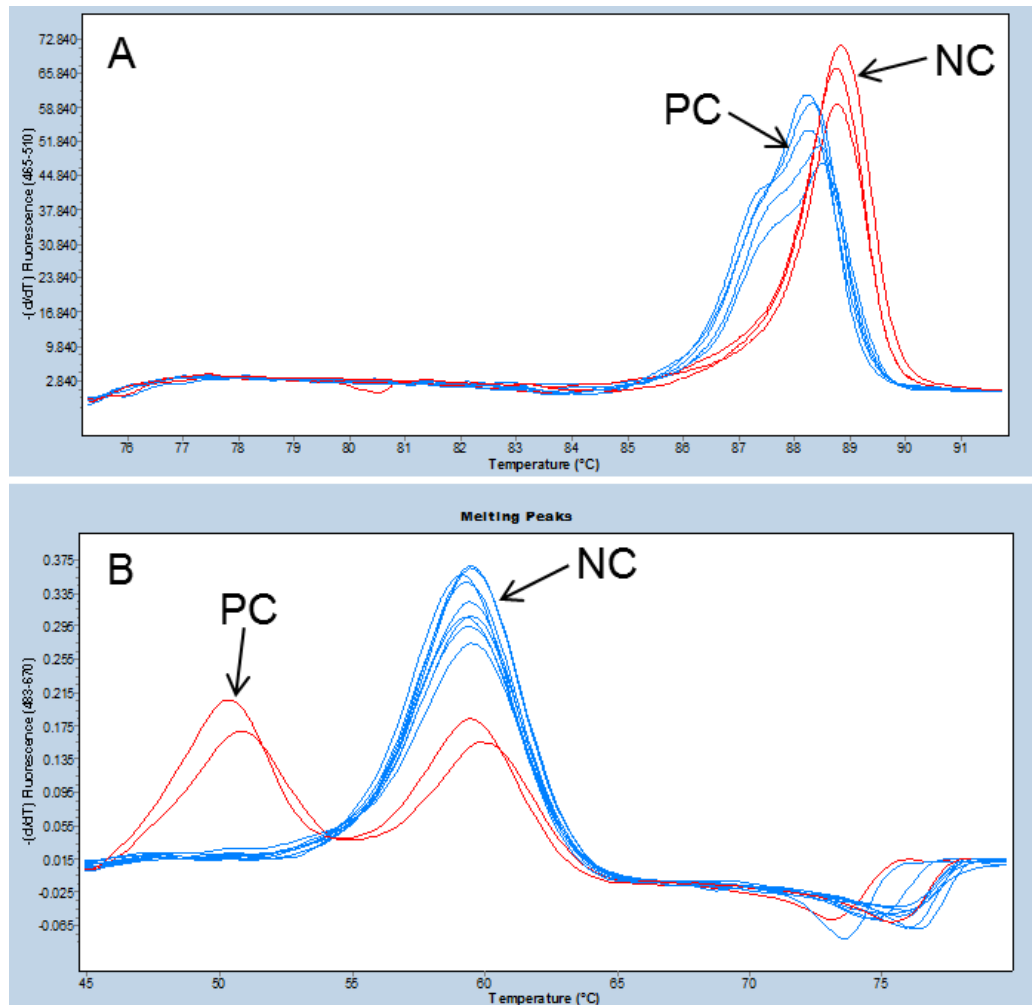 A
NC
PC
72.840
65.840
58.840
51.840
44.840
37.840
30.840
23.840
16.840
9.840
2.840
-(d/dT) Fluorescence (465-510)
76 77 78 79 80 81 82 83 84 85 86 87 88 89 90 91
Temperature (°C)
Melting Peaks
B
NC
PC
0.375
0.335
0.295
0.255
0.215
0.175
0.135
0.095
0.055
0.015
-0.025
-0.065
-(d/dT) Fluorescence (483-670)
45 50 55 60 65 70 75
Temperature (°C)